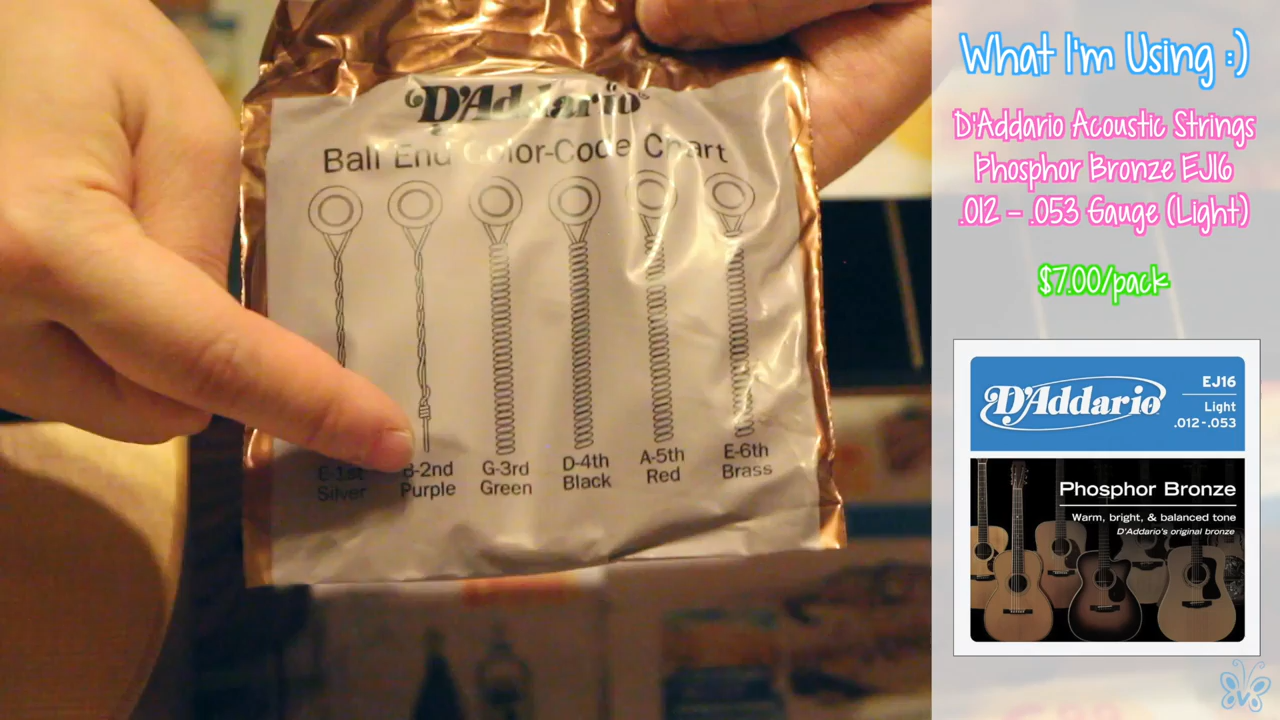 D'Addario®
Ball End Color-Code Chart
E-1st
Silver
B-2nd
Purple
G-3rd
Green
D-4th
Black
A-5th
Red
E-6th
Brass
What I'm Using :)
D'Addario Acoustic Strings
Phosphor Bronze EJ16
.012 - .053 Gauge (Light)
$7.00/pack
D'Addario
EJ16
Light
.012-.053
Phosphor Bronze
Warm, bright, & balanced tone
D'Addario's original bronze
V